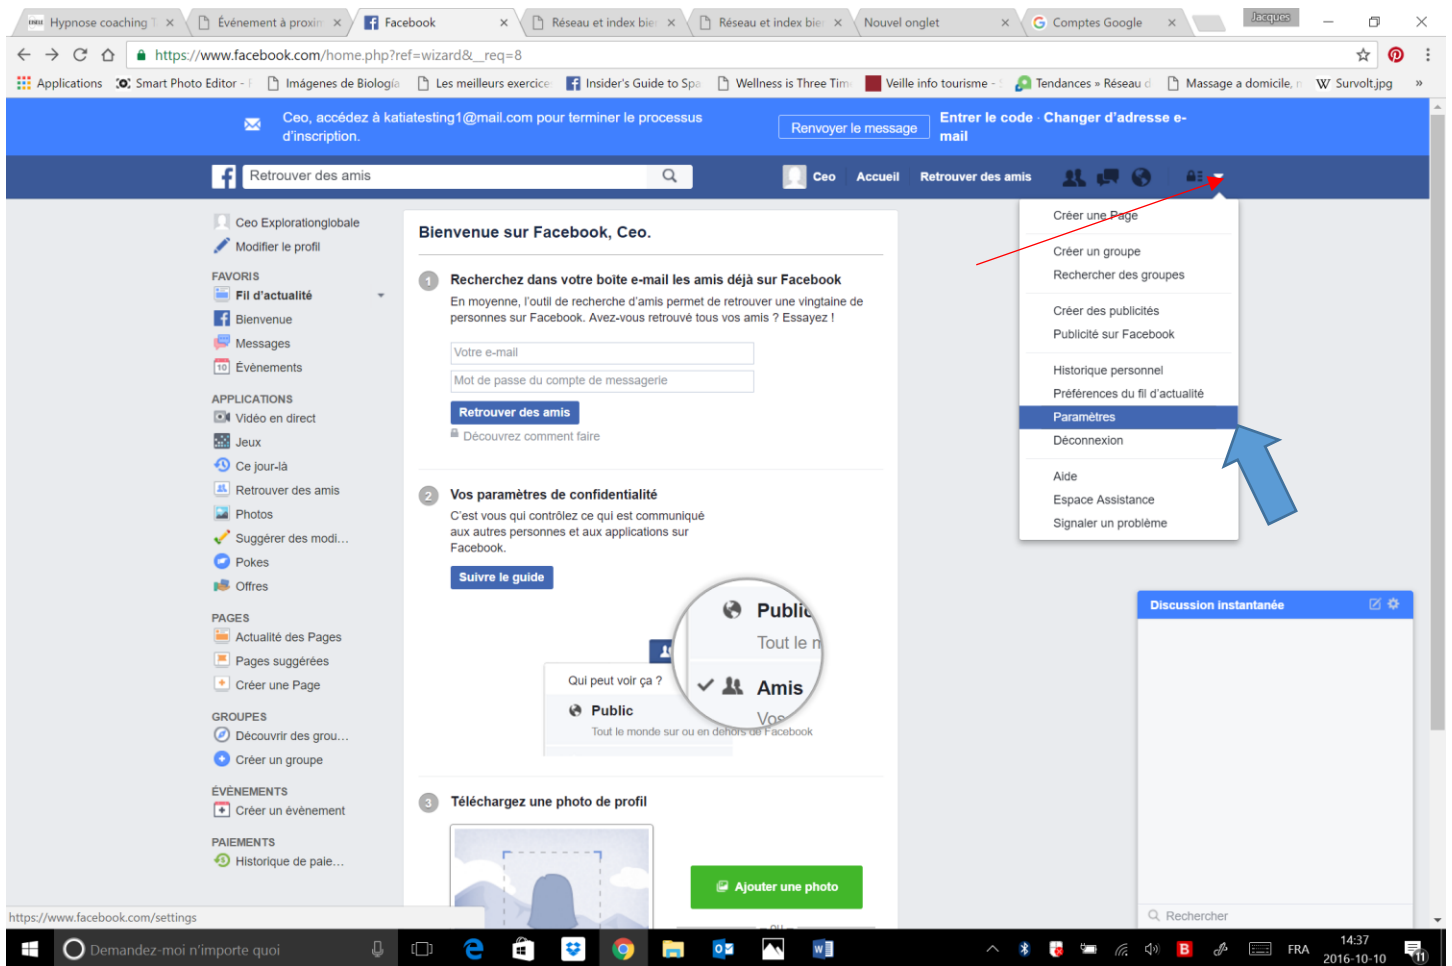 Hypnose coaching T
Événement à proxim
Facebook
Réseau et index bie
Réseau et index bie
Nouvel onglet
Comptes Google
Jacques
https://www.facebook.com/home.php?ref=wizard&__req=8
Applications
Smart Photo Editor - F
Imágenes de Biología
Les meilleurs exercice
Insider's Guide to Spa
Wellness is Three Tim
Veille info tourisme - S
Tendances » Réseau d
Massage a domicile, n
Survolt.jpg
»
Ceo, accédez à katiatesting1@mail.com pour terminer le processus
d'inscription.
Renvoyer le message
Entrer le code · Changer d'adresse e-
mail
Retrouver des amis
Ceo
Accueil
Retrouver des amis
Ceo Explorationglobale
Modifier le profil
FAVORIS
Fil d'actualité
Bienvenue
Messages
10 Évènements
APPLICATIONS
Vidéo en direct
Jeux
Ce jour-là
Retrouver des amis
Photos
Suggérer des modi...
Pokes
Offres
PAGES
Actualité des Pages
Pages suggérées
Créer une Page
GROUPES
Découvrir des grou...
Créer un groupe
ÉVÈNEMENTS
Créer un évènement
PAIEMENTS
Historique de paie...
Bienvenue sur Facebook, Ceo.
1 Recherchez dans votre boîte e-mail les amis déjà sur Facebook
En moyenne, l'outil de recherche d'amis permet de retrouver une vingtaine de
personnes sur Facebook. Avez-vous retrouvé tous vos amis ? Essayez !
Votre e-mail
Mot de passe du compte de messagerie
Retrouver des amis
Découvrez comment faire
2 Vos paramètres de confidentialité
C'est vous qui contrôlez ce qui est communiqué
aux autres personnes et aux applications sur
Facebook.
Suivre le guide
Public
Tout le m
Amis
Vos
Qui peut voir ça ?
Public
Tout le monde sur ou en dehors de Facebook
3 Téléchargez une photo de profil
Ajouter une photo
ou
Créer une Page
Créer un groupe
Rechercher des groupes
Créer des publicités
Publicité sur Facebook
Historique personnel
Préférences du fil d'actualité
Paramètres
Déconnexion
Aide
Espace Assistance
Signaler un problème
Discussion instantanée
Rechercher
https://www.facebook.com/settings
Demandez-moi n'importe quoi
FRA
14:37
2016-10-10
11